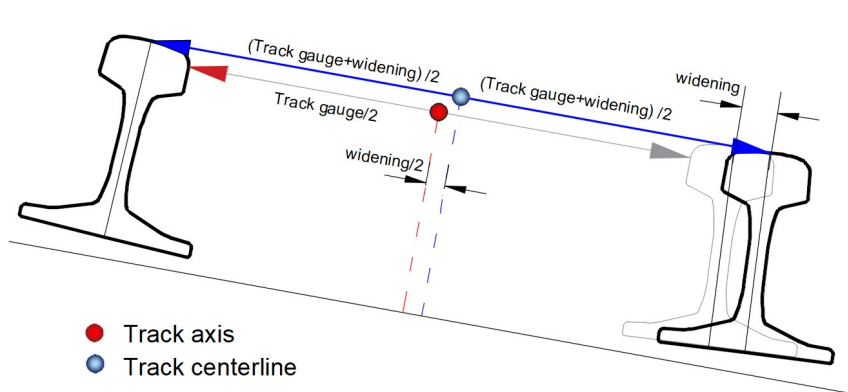 (Track gauge+widening) /2
(Track gauge+widening) /2
widening
Track gauge/2
widening/2
Track axis
Track centerline